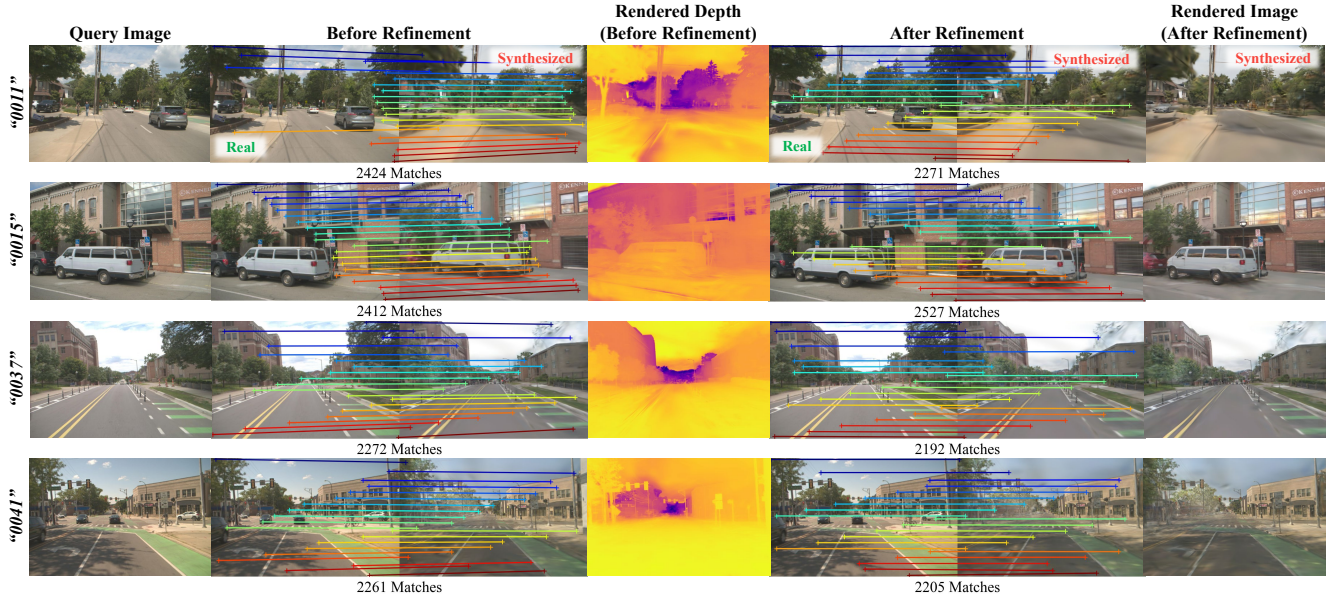 Query Image
Before Refinement
Rendered Depth
(Before Refinement)
After Refinement
Rendered Image
(After Refinement)
"0011"
Real
Synthesized
Real
Synthesized
2424 Matches
2271 Matches
"0015"
2412 Matches
2527 Matches
"0037"
2272 Matches
2192 Matches
"0041"
2261 Matches
2205 Matches